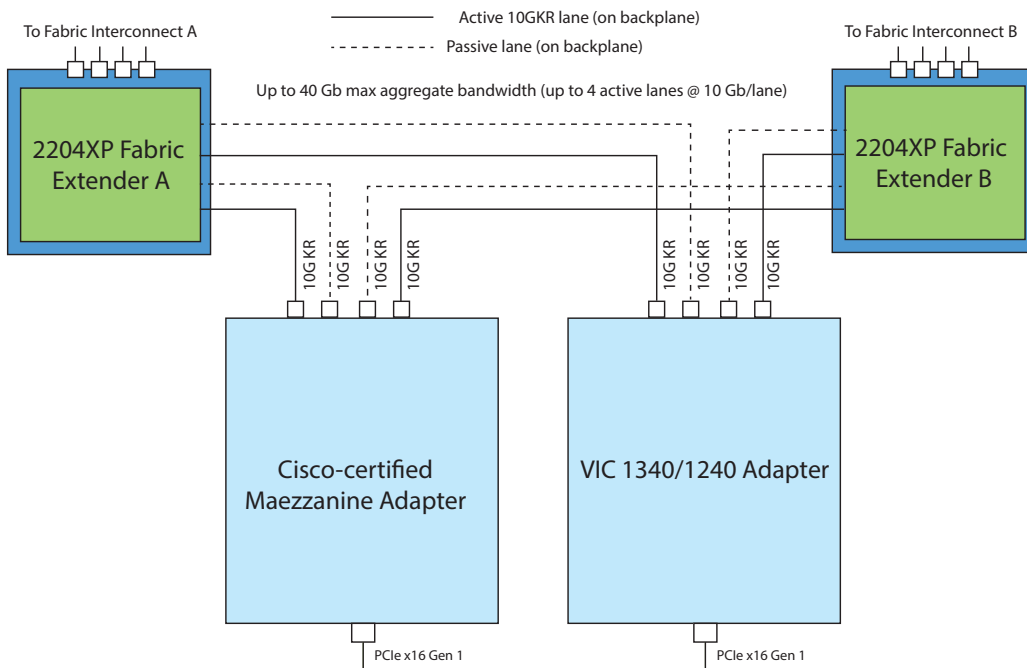 Active 10GKR lane (on backplane)
To Fabric Interconnect A
To Fabric Interconnect B
Passive lane (on backplane)
Up to 40 Gb max aggregate bandwidth (up to 4 active lanes @ 10 Gb/lane)
2204XP Fabric
Extender A
2204XP Fabric
Extender B
10G KR
10G KR
10G KR
10G KR
10G KR
10G KR
10G KR
10G KR
Cisco-certified
Maezzanine Adapter
VIC 1340/1240 Adapter
PCIe x16 Gen 1
PCIe x16 Gen 1